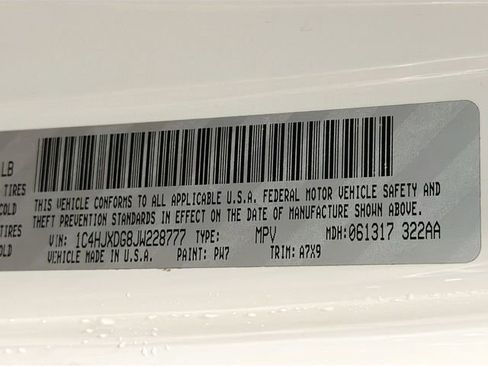 LB
TIRES
COLD
TIRES
COLD
THIS VEHICLE CONFORMS TO ALL APPLICABLE U.S.A. FEDERAL MOTOR VEHICLE SAFETY AND
THEFT PREVENTION STANDARDS IN EFFECT ON THE DATE OF MANUFACTURE SHOWN ABOVE.
VIN: 1C4HJXDG8JW228777 TYPE: MPV MDH: 061317 322AA
VEHICLE MADE IN U.S.A. PAINT: PW7 TRIM: A7X9